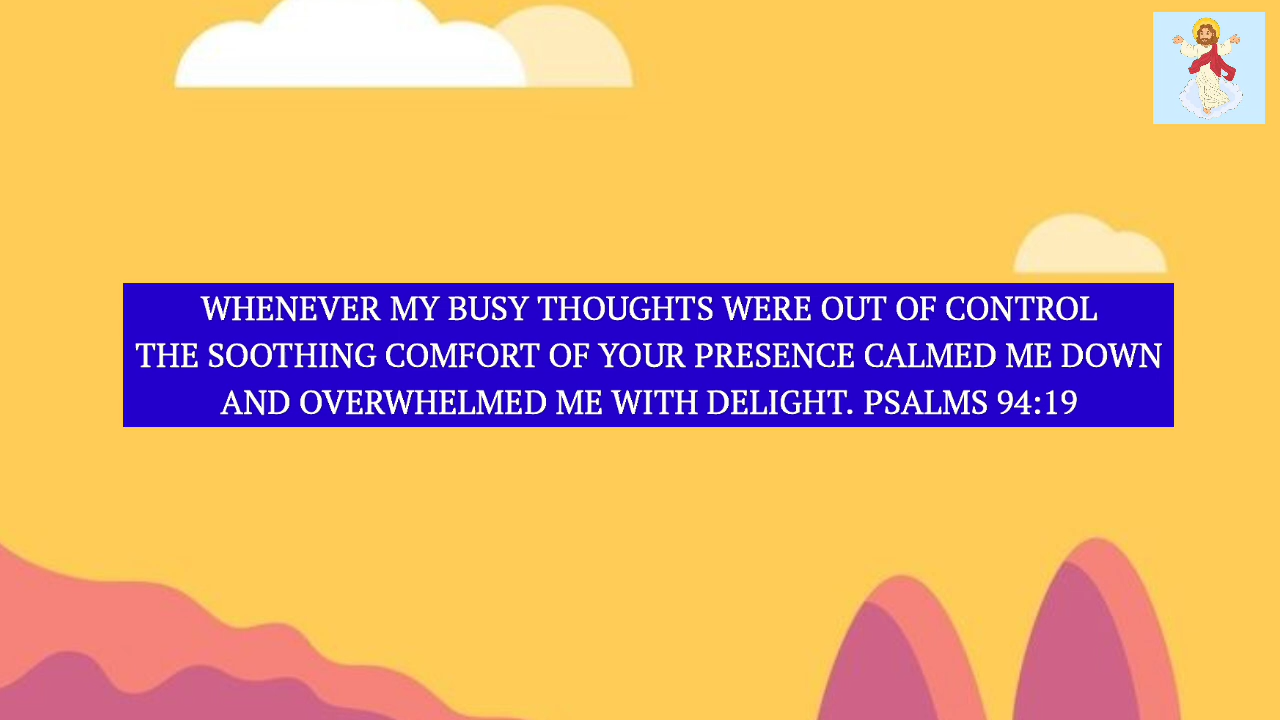 WHENEVER MY BUSY THOUGHTS WERE OUT OF CONTROL
THE SOOTHING COMFORT OF YOUR PRESENCE CALMED ME DOWN
AND OVERWHELMED ME WITH DELIGHT. PSALMS 94:19